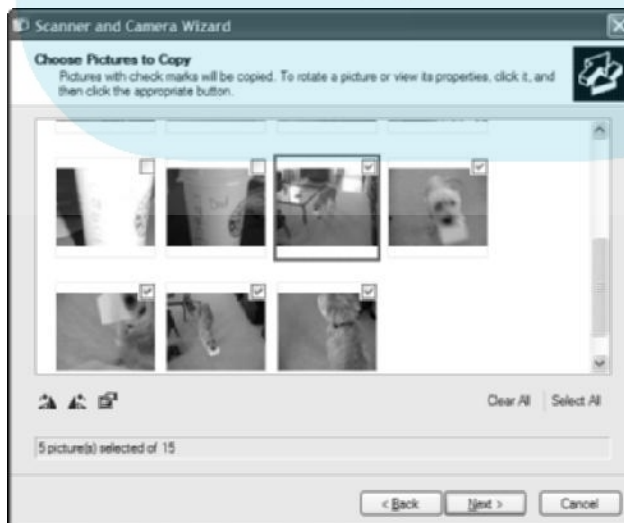 Scanner and Camera Wizard
Choose Pictures to Copy
Pictures with check marks will be copied. To rotate a picture or view its properties, click it, and
then click the appropriate button.
Clear All
Select All
5 picture(s) selected of 15
< Back
Next >
Cancel